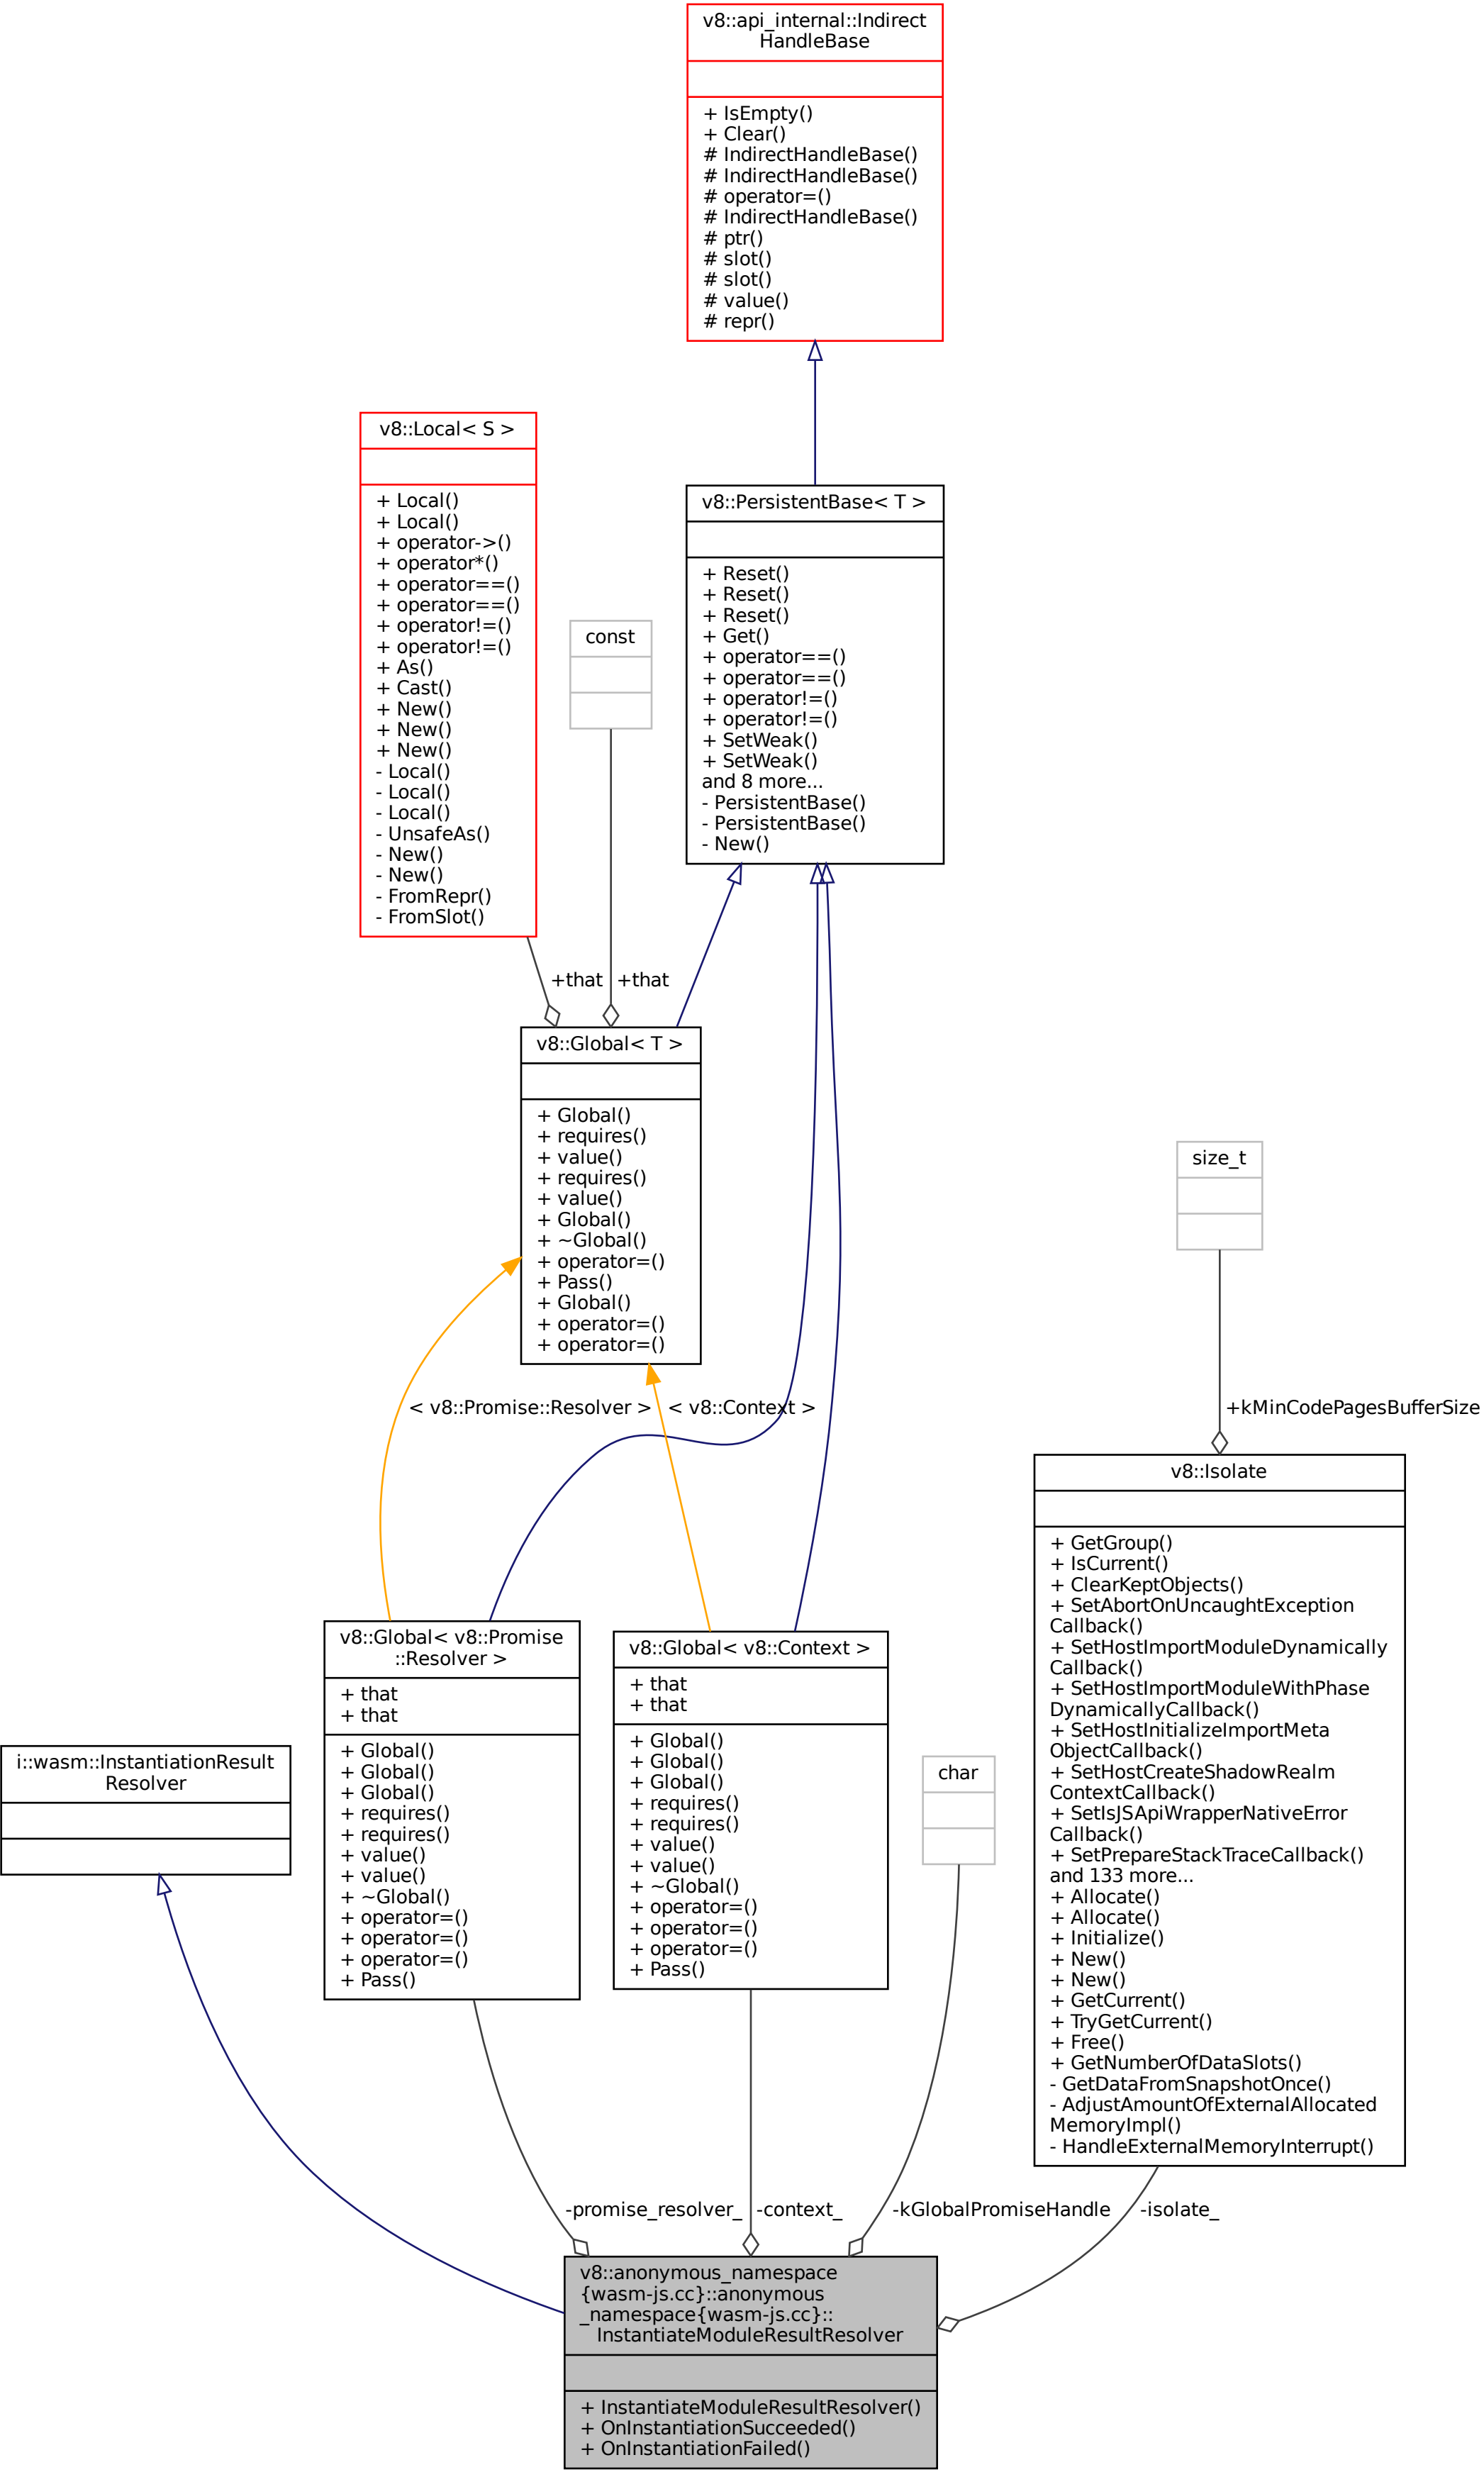 v8::api_internal::Indirect
HandleBase
+ IsEmpty()
+ Clear()
# IndirectHandleBase()
# IndirectHandleBase()
# operator=()
# IndirectHandleBase()
# ptr()
# slot()
# slot()
# value()
# repr()
v8::Local< S >
+ Local()
+ Local()
+ operator->()
+ operator*()
+ operator==()
+ operator==()
+ operator!=()
+ operator!=()
+ As()
+ Cast()
+ New()
+ New()
+ New()
- Local()
- Local()
- Local()
- UnsafeAs()
- New()
- New()
- FromRepr()
- FromSlot()
const
v8::PersistentBase< T >
+ Reset()
+ Reset()
+ Reset()
+ Get()
+ operator==()
+ operator==()
+ operator!=()
+ operator!=()
+ SetWeak()
+ SetWeak()
and 8 more...
- PersistentBase()
- PersistentBase()
- New()
+that
+that
v8::Global< T >
+ Global()
+ requires()
+ value()
+ requires()
+ value()
+ Global()
+ ~Global()
+ operator=()
+ Pass()
+ Global()
+ operator=()
+ operator=()
size_t
< v8::Promise::Resolver >
< v8::Context >
+kMinCodePagesBufferSize
v8::Isolate
+ GetGroup()
+ IsCurrent()
+ ClearKeptObjects()
+ SetAbortOnUncaughtException
Callback()
+ SetHostImportModuleDynamically
Callback()
+ SetHostImportModuleWithPhase
DynamicallyCallback()
+ SetHostInitializeImportMeta
ObjectCallback()
+ SetHostCreateShadowRealm
ContextCallback()
+ SetIsJSApiWrapperNativeError
Callback()
+ SetPrepareStackTraceCallback()
and 133 more...
+ Allocate()
+ Allocate()
+ Initialize()
+ New()
+ New()
+ GetCurrent()
+ TryGetCurrent()
+ Free()
+ GetNumberOfDataSlots()
- GetDataFromSnapshotOnce()
- AdjustAmountOfExternalAllocated
MemoryImpl()
- HandleExternalMemoryInterrupt()
v8::Global< v8::Promise
::Resolver >
+ that
+ that
+ Global()
+ Global()
+ Global()
+ requires()
+ requires()
+ value()
+ value()
+ ~Global()
+ operator=()
+ operator=()
+ operator=()
+ Pass()
v8::Global< v8::Context >
+ that
+ that
+ Global()
+ Global()
+ Global()
+ requires()
+ requires()
+ value()
+ value()
+ ~Global()
+ operator=()
+ operator=()
+ operator=()
+ Pass()
i::wasm::InstantiationResult
Resolver
char
-promise_resolver_
-context_
-kGlobalPromiseHandle
-isolate_
v8::anonymous_namespace
{wasm-js.cc}::anonymous
_namespace{wasm-js.cc}::
InstantiateModuleResultResolver
+ InstantiateModuleResultResolver()
+ OnInstantiationSucceeded()
+ OnInstantiationFailed()